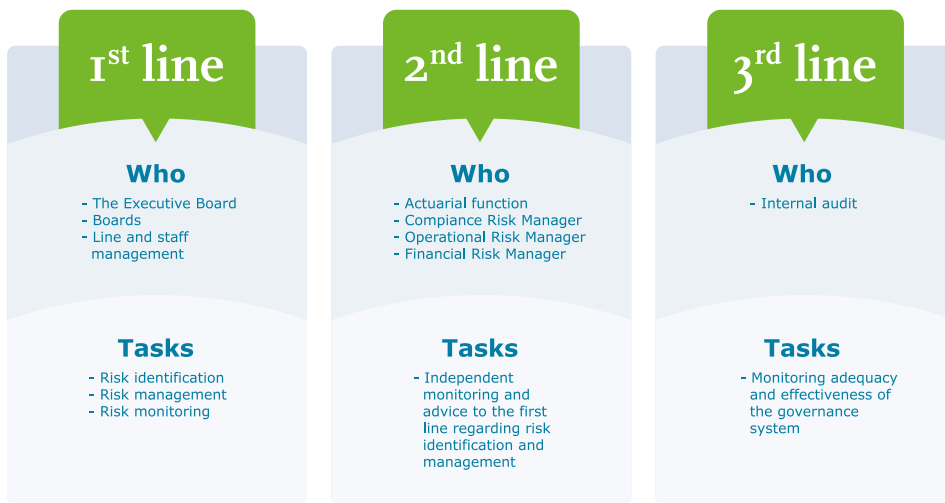 1st line
Who
- The Executive Board
- Boards
- Line and staff
management
Tasks
- Risk identification
- Risk management
- Risk monitoring
2nd line
Who
- Actuarial function
- Compiance Risk Manager
- Operational Risk Manager
- Financial Risk Manager
Tasks
- Independent
monitoring and
advice to the first
line regarding risk
identification and
management
3rd line
Who
- Internal audit
Tasks
- Monitoring adequacy
and effectiveness of
the governance
system